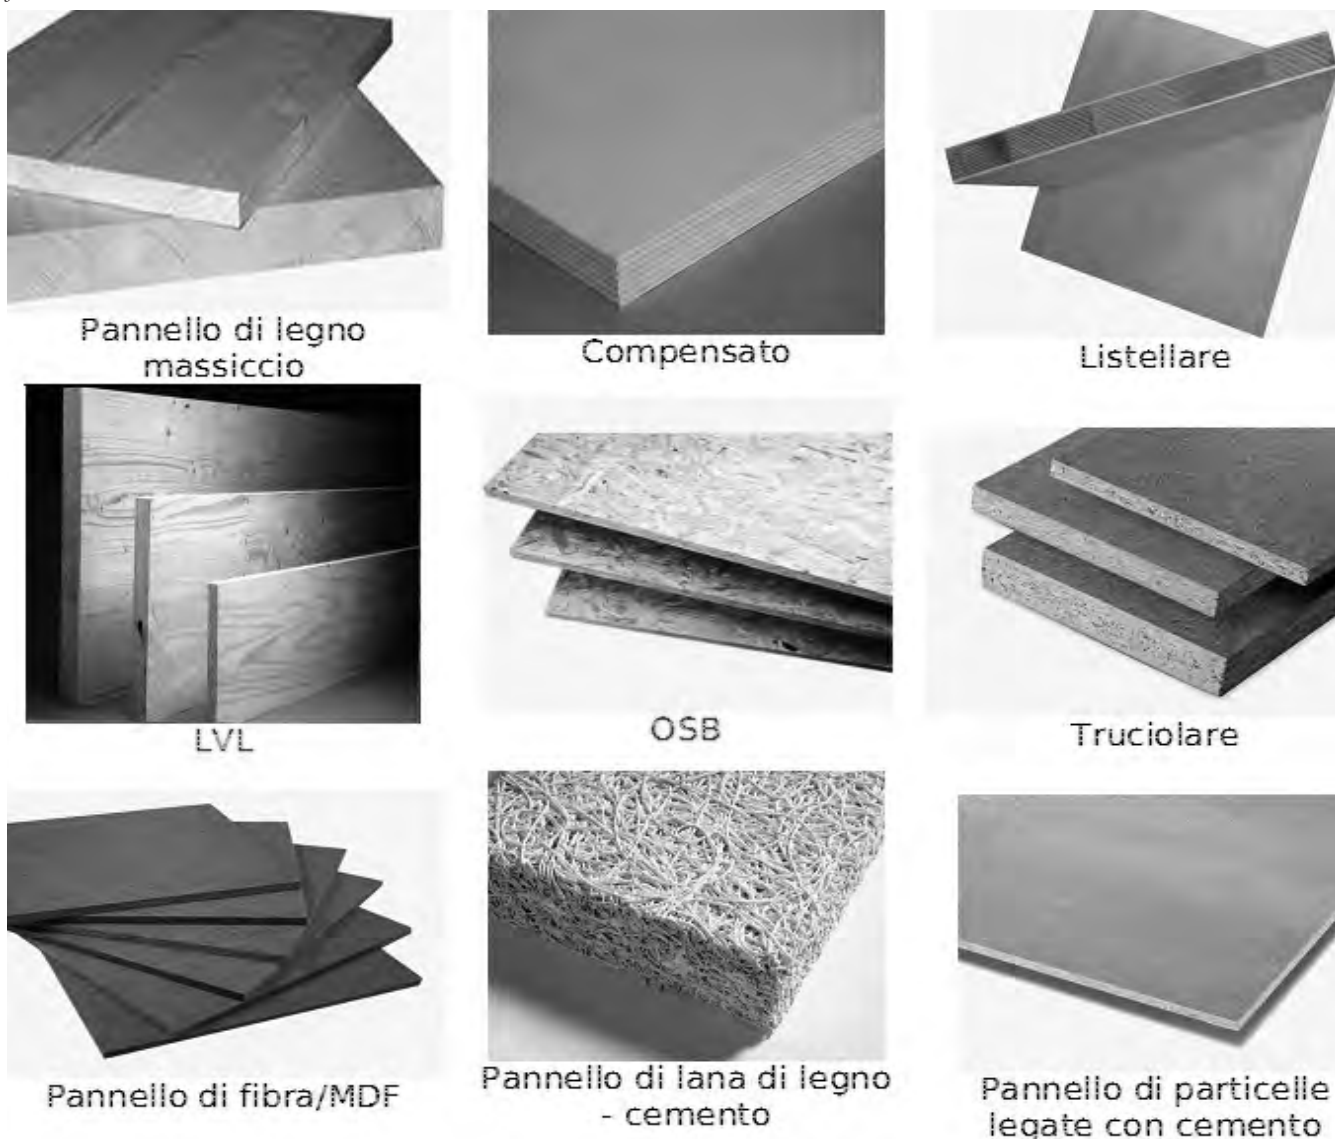 Pannello di legno
massiccio
Compensato
Listellare
LVL
OSB
Truciolare
Pannello di fibra/MDF
Pannello di lana di legno
- cemento
Pannello di particelle
legate con cemento